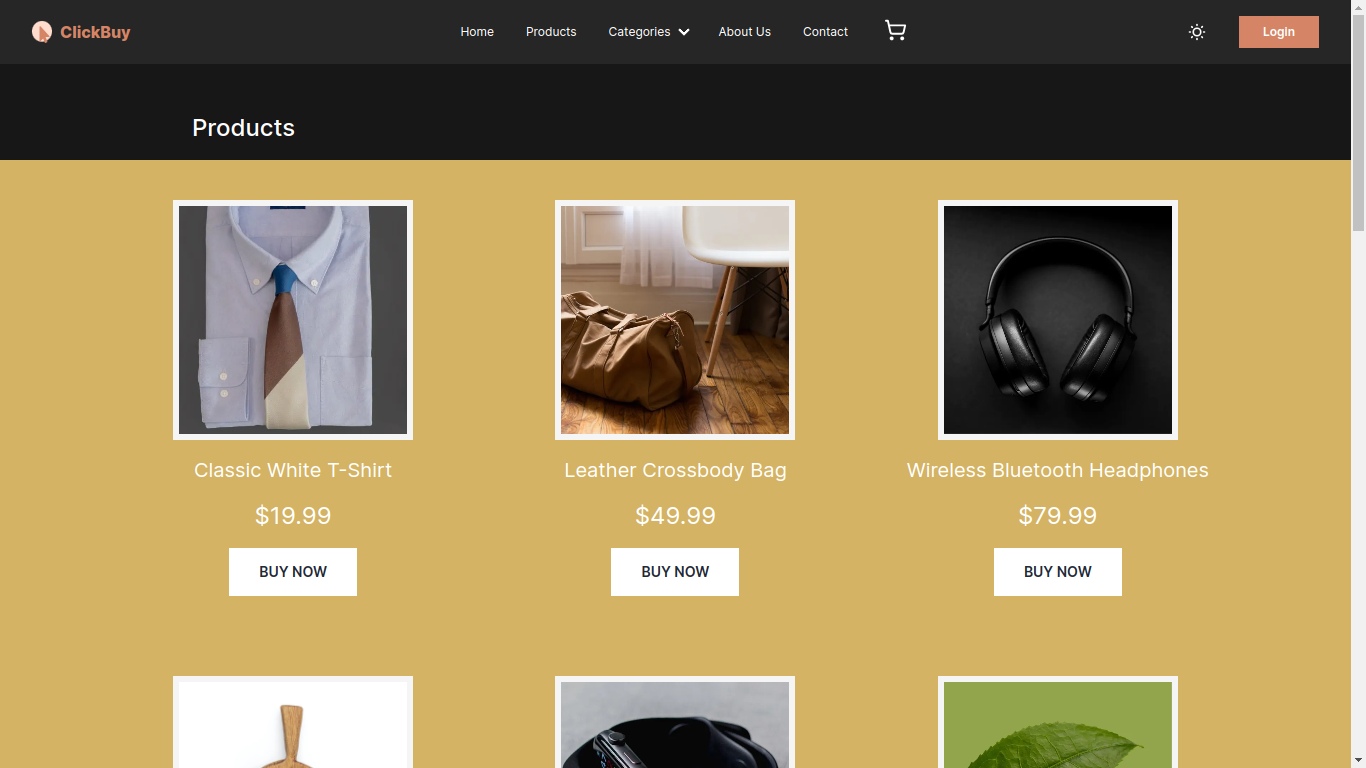 ClickBuy
Home
Products
Categories
About Us
Contact
Login
Products
Classic White T-Shirt
Leather Crossbody Bag
Wireless Bluetooth Headphones
$19.99
$49.99
$79.99
BUY NOW
BUY NOW
BUY NOW